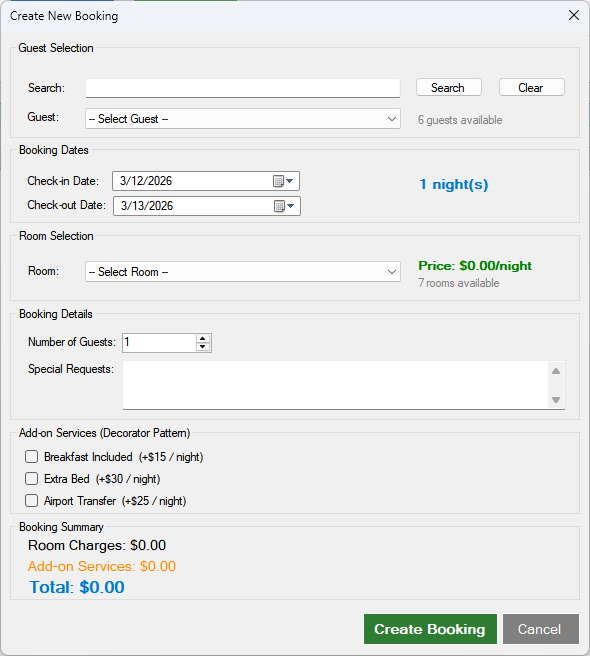 Create New Booking
Guest Selection
Search:
Search Clear
Guest: -- Select Guest -- 6 guests available
Booking Dates
Check-in Date: 3/12/2026 1 night(s)
Check-out Date: 3/13/2026
Room Selection
Room: -- Select Room -- Price: $0.00/night
7 rooms available
Booking Details
Number of Guests: 1
Special Requests:
Add-on Services (Decorator Pattern)
Breakfast Included (+$15 / night)
Extra Bed (+$30 / night)
Airport Transfer (+$25 / night)
Booking Summary
Room Charges: $0.00
Add-on Services: $0.00
Total: $0.00
Create Booking Cancel